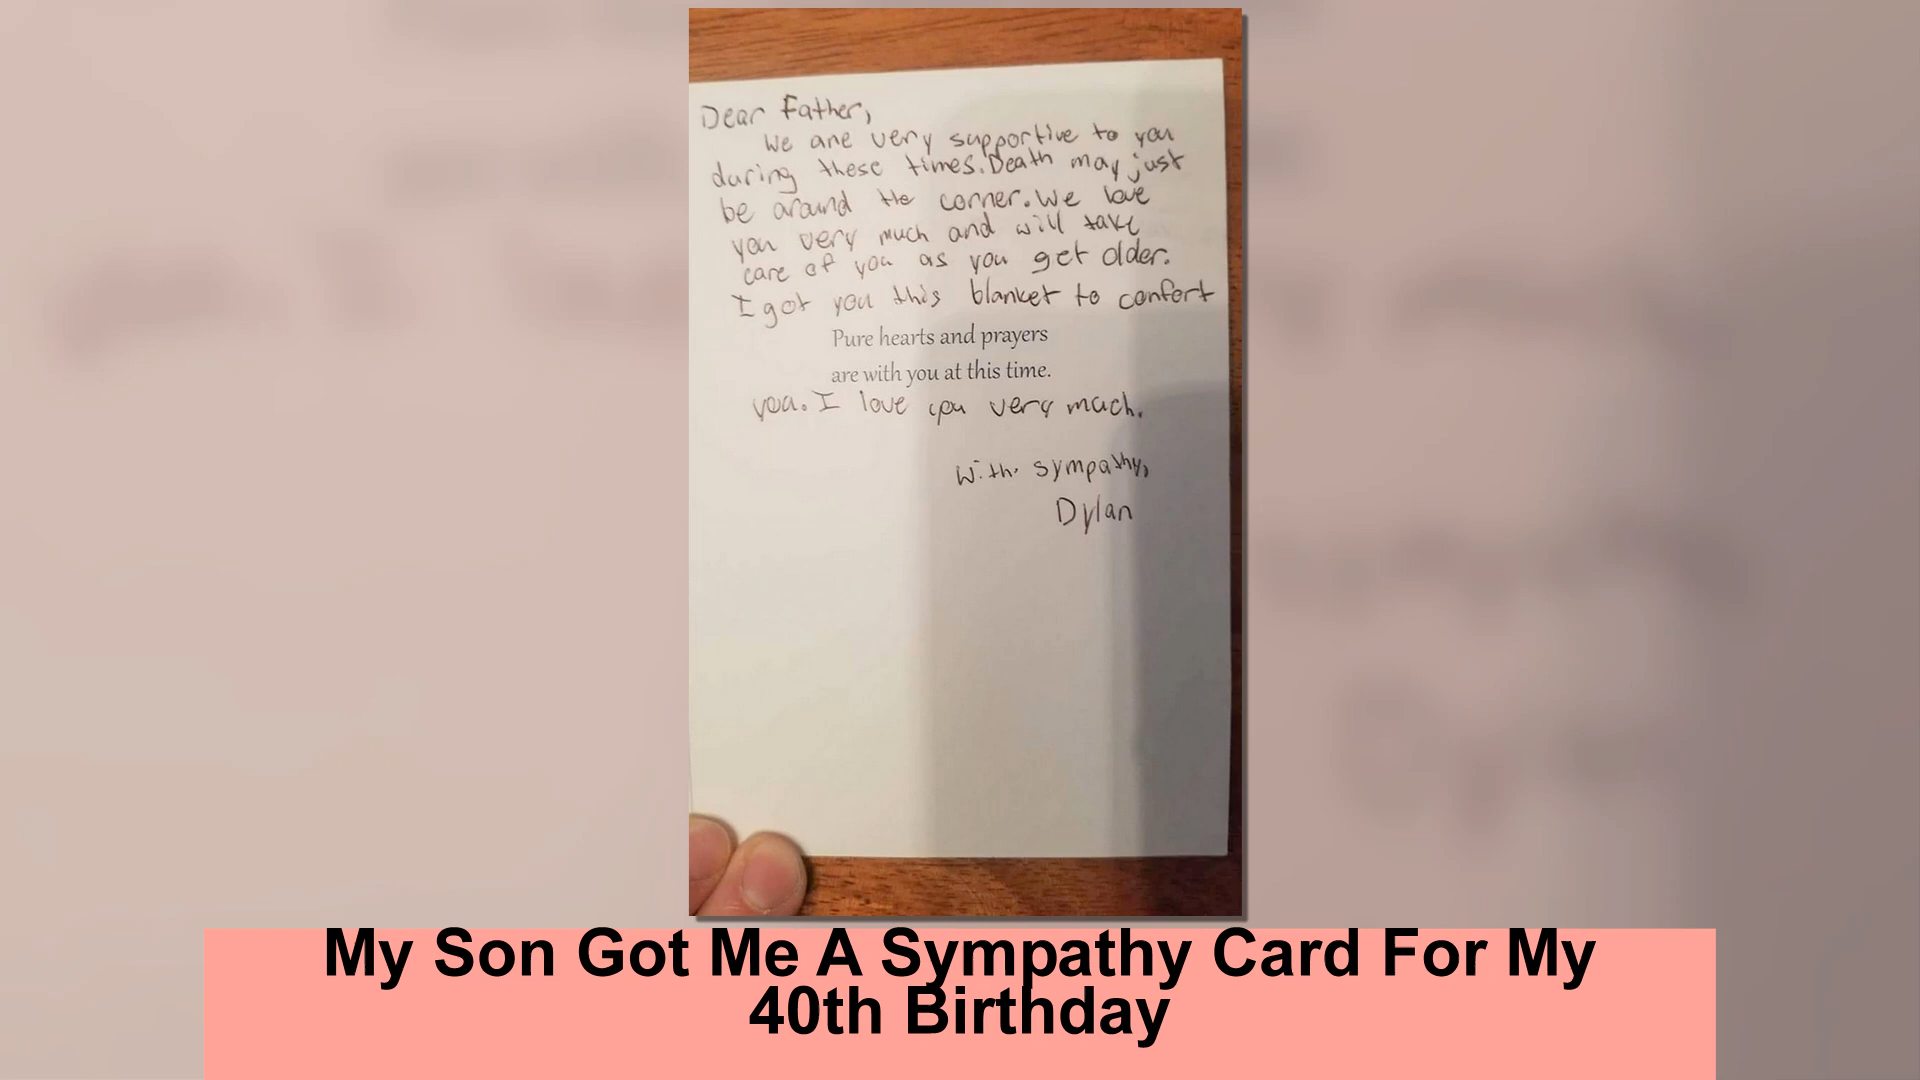 Dear Father,
We are very supportive to you
during these times. Death may just
be around the corner. We love
you very much and will take
care of you as you get older.
I got you this blanket to confort
Pure hearts and prayers
are with you at this time.
you. I love you very much.
With sympathy,
Dylan
My Son Got Me A Sympathy Card For My
40th Birthday